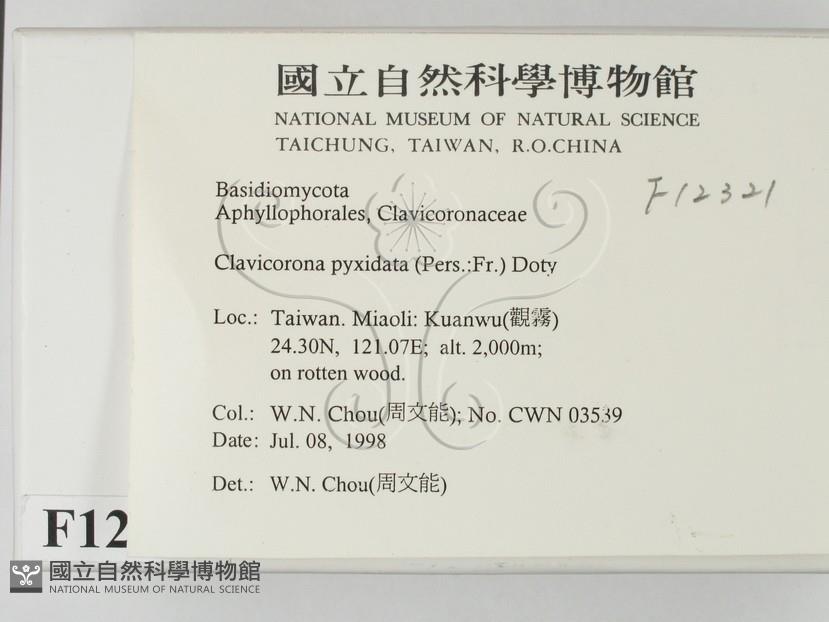 國立自然科學博物館
NATIONAL MUSEUM OF NATURAL SCIENCE
TAICHUNG, TAIWAN, R.O.CHINA
F12321
Basidiomycota
Aphyllophorales, Clavicoronaceae
Clavicorona pyxidata (Pers.:Fr.) Doty
Loc.: Taiwan. Miaoli: Kuanwu(觀霧)
24.30N, 121.07E; alt. 2,000m;
on rotten wood.
Col.: W.N. Chou(周文能); No. CWN 03539
Date: Jul. 08, 1998
Det.: W.N. Chou(周文能)
F12
國立自然科學博物館
NATIONAL MUSEUM OF NATURAL SCIENCE